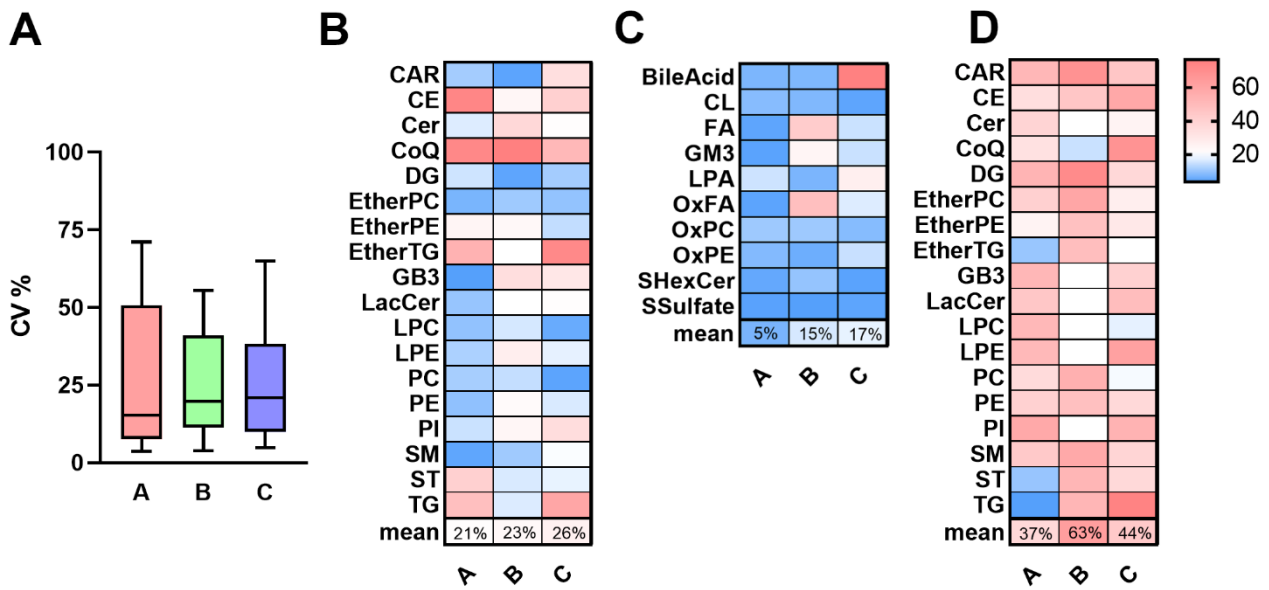 A
B
C
D
CV %
100
75
50
25
0
A B C
CAR
CE
Cer
CoQ
DG
EtherPC
EtherPE
EtherTG
GB3
LacCer
LPC
LPE
PC
PE
PI
SM
ST
TG
mean 21% 23% 26%
A B C
BileAcid
CL
FA
GM3
LPA
OxFA
OxPC
OxPE
SHexCer
SSulfate
mean 5% 15% 17%
A B C
CAR
CE
Cer
CoQ
DG
EtherPC
EtherPE
EtherTG
GB3
LacCer
LPC
LPE
PC
PE
PI
SM
ST
TG
mean 37% 63% 44%
A B C
60
40
20